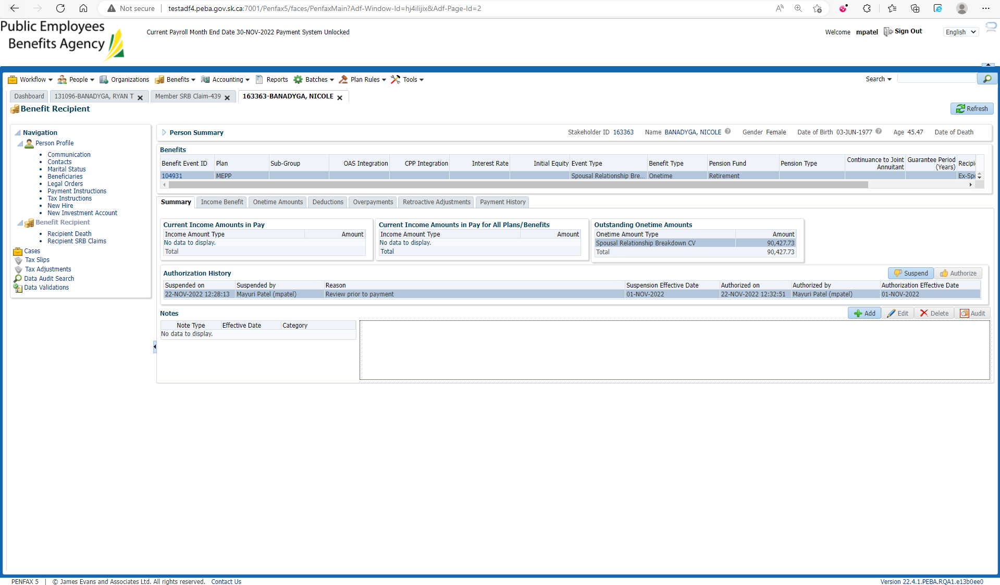 Not secure | testadf4.peba.gov.sk.ca:7001/Penfax5/faces/PenfaxMain?Adf-Window-Id=hj4ilijix&Adf-Page-Id=2
Public Employees
Benefits Agency
Current Payroll Month End Date 30-NOV-2022 Payment System Unlocked
Welcome mpatel Sign Out English
Workflow People Organizations Benefits Accounting Reports Batches Plan Rules Tools Search
Dashboard 131096-BANADYGA, RYAN T Member SRB Claim-439 163363-BANADYGA, NICOLE
Benefit Recipient
Refresh
Navigation
Person Profile
Communication
Contacts
Marital Status
Beneficiaries
Legal Orders
Payment Instructions
Tax Instructions
New Hire
New Investment Account
Benefit Recipient
Recipient Death
Recipient SRB Claims
Cases
Tax Slips
Tax Adjustments
Data Audit Search
Data Validations
Person Summary Stakeholder ID 163363 Name BANADYGA, NICOLE Gender Female Date of Birth 03-JUN-1977 Age 45.47 Date of Death
Benefits
Benefit Event ID Plan Sub-Group OAS Integration CPP Integration Interest Rate Initial Equity Event Type Benefit Type Pension Fund Pension Type Continuance to Joint Annuitant Guarantee Period (Years) Recipi
104931 MEPP Spousal Relationship Bre... Onetime Retirement Ex-Spo
Summary Income Benefit Onetime Amounts Deductions Overpayments Retroactive Adjustments Payment History
Current Income Amounts in Pay
Income Amount Type Amount
No data to display.
Total
Current Income Amounts in Pay for All Plans/Benefits
Income Amount Type Amount
No data to display.
Total
Outstanding Onetime Amounts
Onetime Amount Type Amount
Spousal Relationship Breakdown CV 90,427.73
Total 90,427.73
Authorization History Suspend Authorize
Suspended on Suspended by Reason Suspension Effective Date Authorized on Authorized by Authorization Effective Date
22-NOV-2022 12:28:13 Mayuri Patel (mpatel) Review prior to payment 01-NOV-2022 22-NOV-2022 12:32:51 Mayuri Patel (mpatel) 01-NOV-2022
Notes Add Edit Delete Audit
Note Type Effective Date Category
No data to display.
PENFAX 5 | © James Evans and Associates Ltd. All rights reserved. Contact Us Version 22.4.1.PEBA.RQA1.e13b0ee0